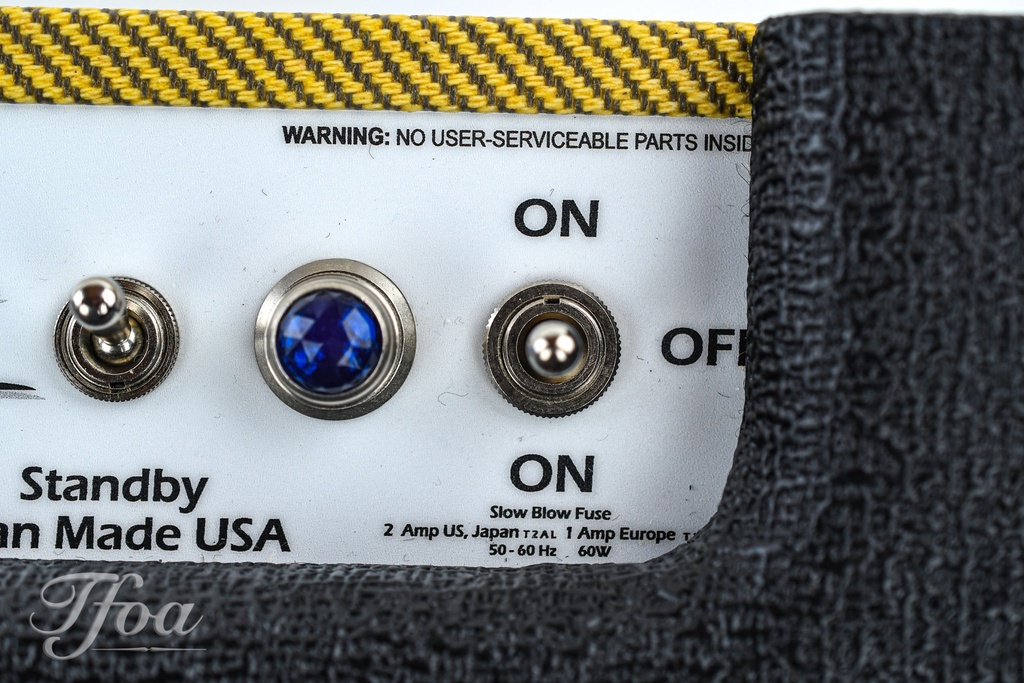 WARNING: NO USER-SERVICEABLE PARTS INSID
ON
OFF
Standby
an Made USA
ON
Slow Blow Fuse
2 Amp US, Japan T2AL 1 Amp Europe T
50-60 Hz 60W
Tfoa